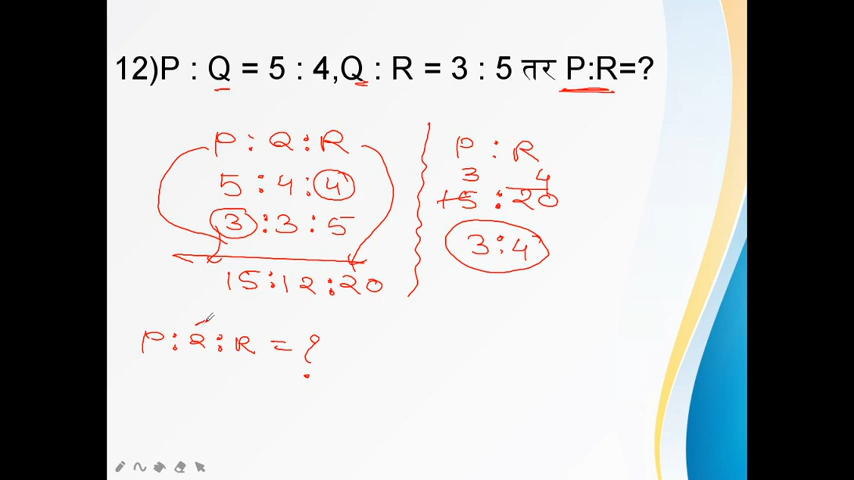 12)P : Q = 5 : 4,Q : R = 3 : 5 तर P:R=?
P : Q : R
5 : 4 : 4
3 : 3 : 5
15 : 12 : 20
P : Q : R = ?
P : R
3 4
15 : 20
3 : 4